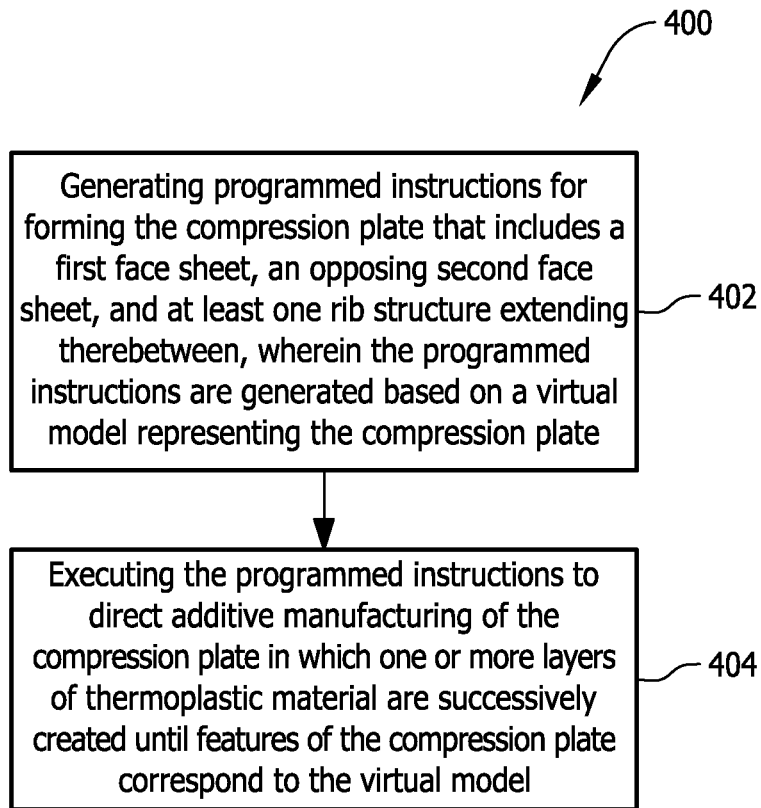 400
Generating programmed instructions for
forming the compression plate that includes a
first face sheet, an opposing second face
sheet, and at least one rib structure extending
therebetween, wherein the programmed
instructions are generated based on a virtual
model representing the compression plate
402
Executing the programmed instructions to
direct additive manufacturing of the
compression plate in which one or more layers
of thermoplastic material are successively
created until features of the compression plate
correspond to the virtual model
404